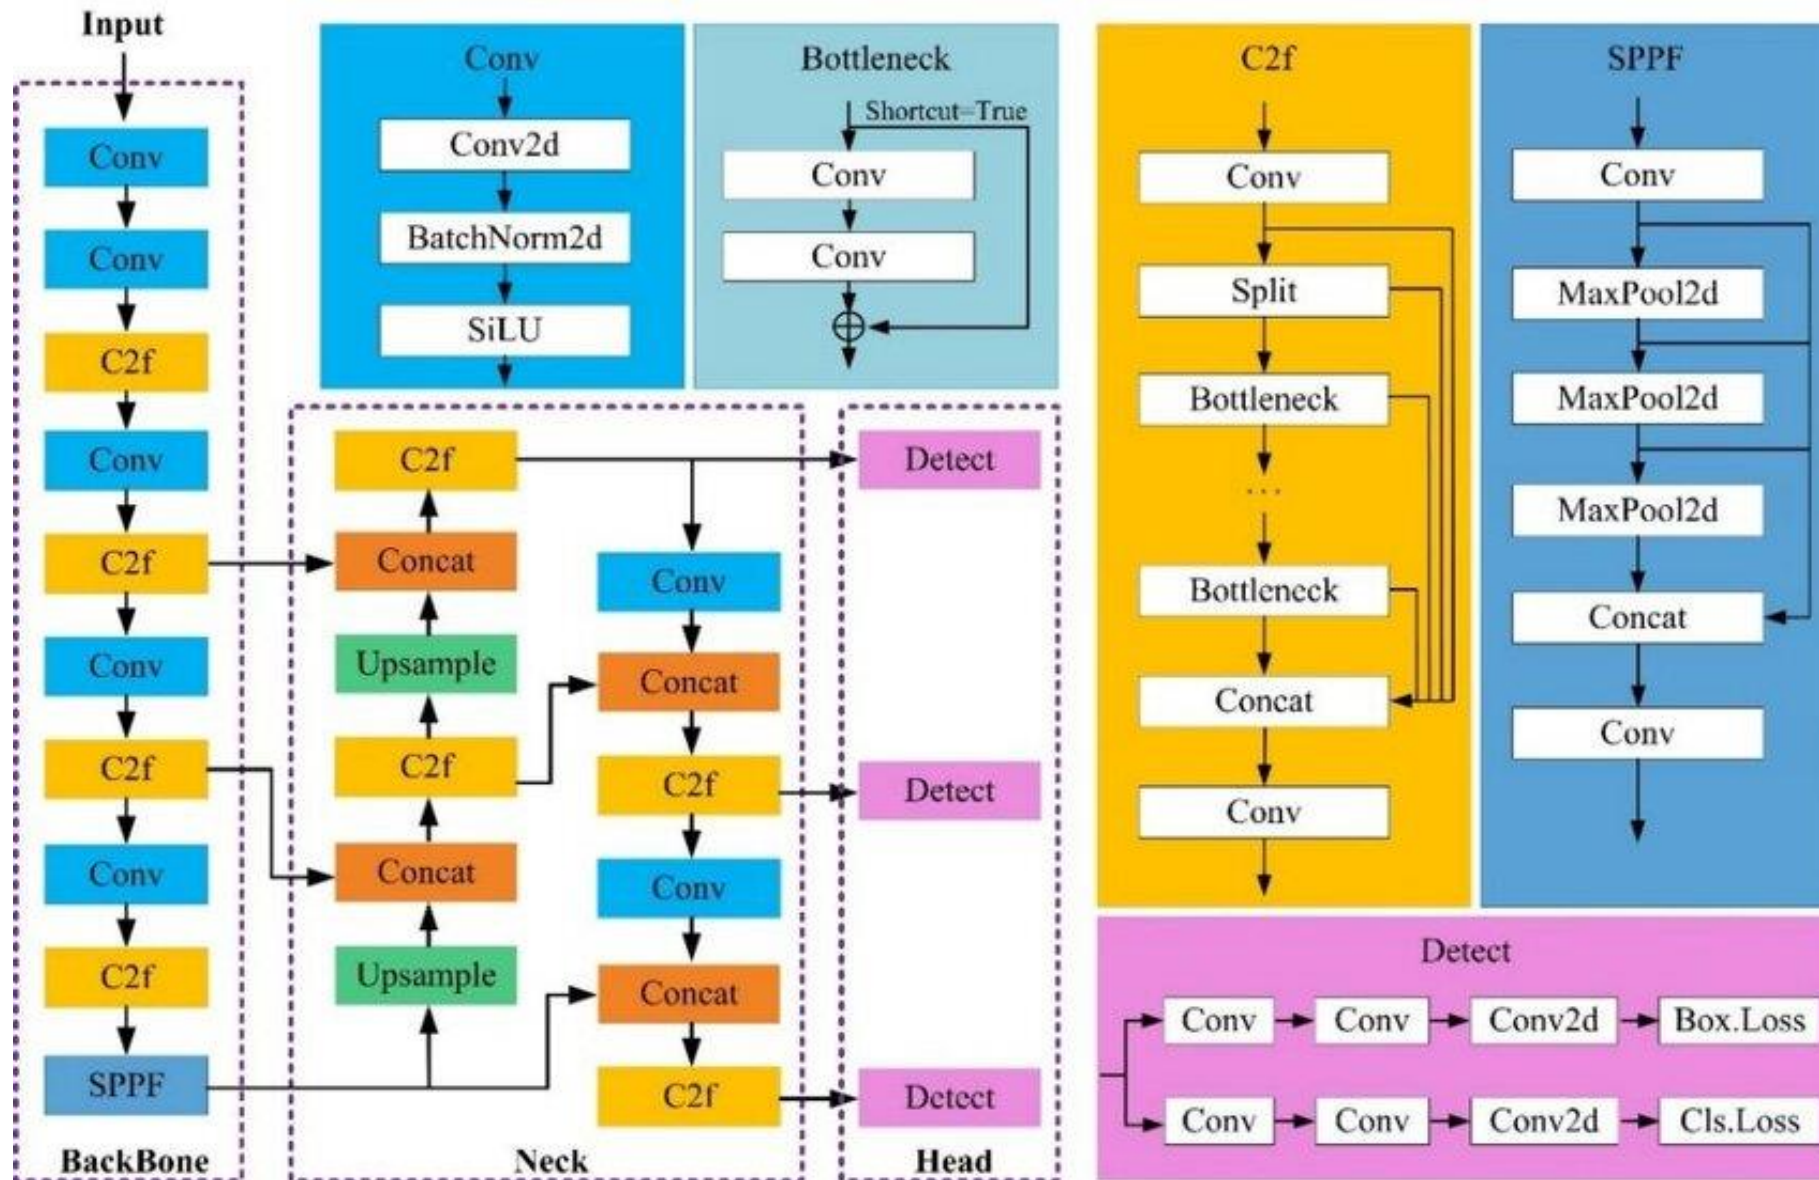 Input
Conv
Conv
C2f
Conv
C2f
Conv
C2f
Conv
C2f
SPPF
BackBone
Conv
Conv2d
BatchNorm2d
SiLU
Bottleneck
Shortcut=True
Conv
Conv
C2f
Concat
Upsample
C2f
Concat
Upsample
Conv
Concat
C2f
Conv
Concat
C2f
Neck
Detect
Detect
Detect
Head
C2f
Conv
Split
Bottleneck
...
Bottleneck
Concat
Conv
SPPF
Conv
MaxPool2d
MaxPool2d
MaxPool2d
Concat
Conv
Detect
Conv Conv Conv2d Box.Loss
Conv Conv Conv2d Cls.Loss